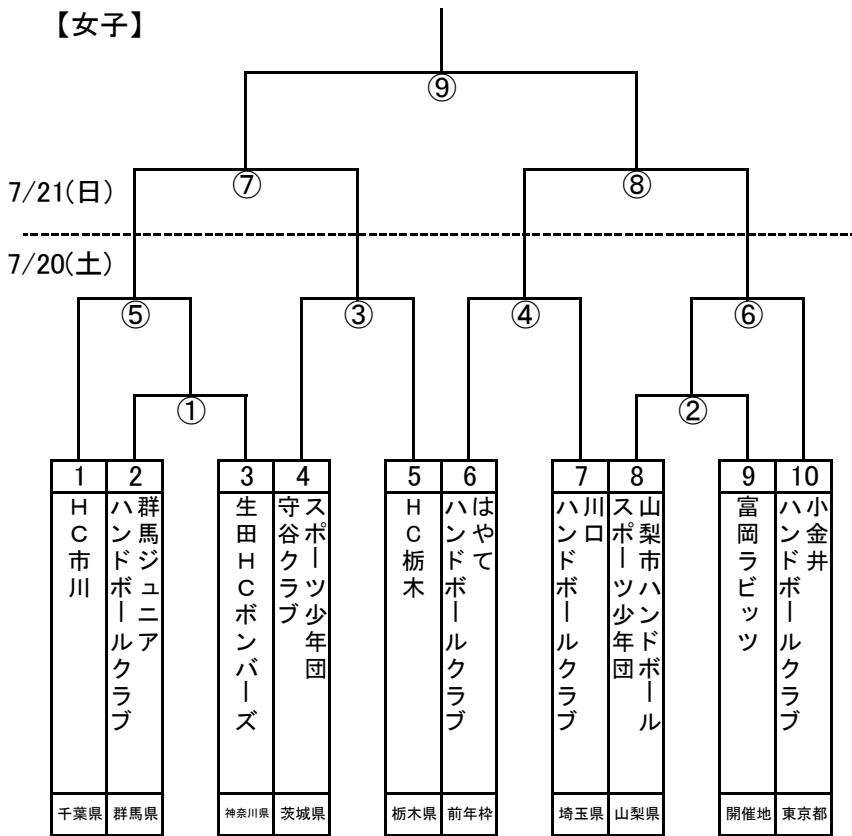 【女子】
⑨
⑦
⑧
7/21(日)
7/20(土)
⑤
③
④
⑥
①
②
1
2
3
4
5
6
7
8
9
10
HC市川
群馬ジュニア
ハンドボールクラブ
生田HCボンバーズ
スポーツ少年団
守谷クラブ
HC栃木
はやて
ハンドボールクラブ
川口
ハンドボールクラブ
山梨市ハンドボール
スポーツ少年団
富岡ラビッツ
小金井
ハンドボールクラブ
千葉県
群馬県
神奈川県
茨城県
栃木県
前年枠
埼玉県
山梨県
開催地
東京都